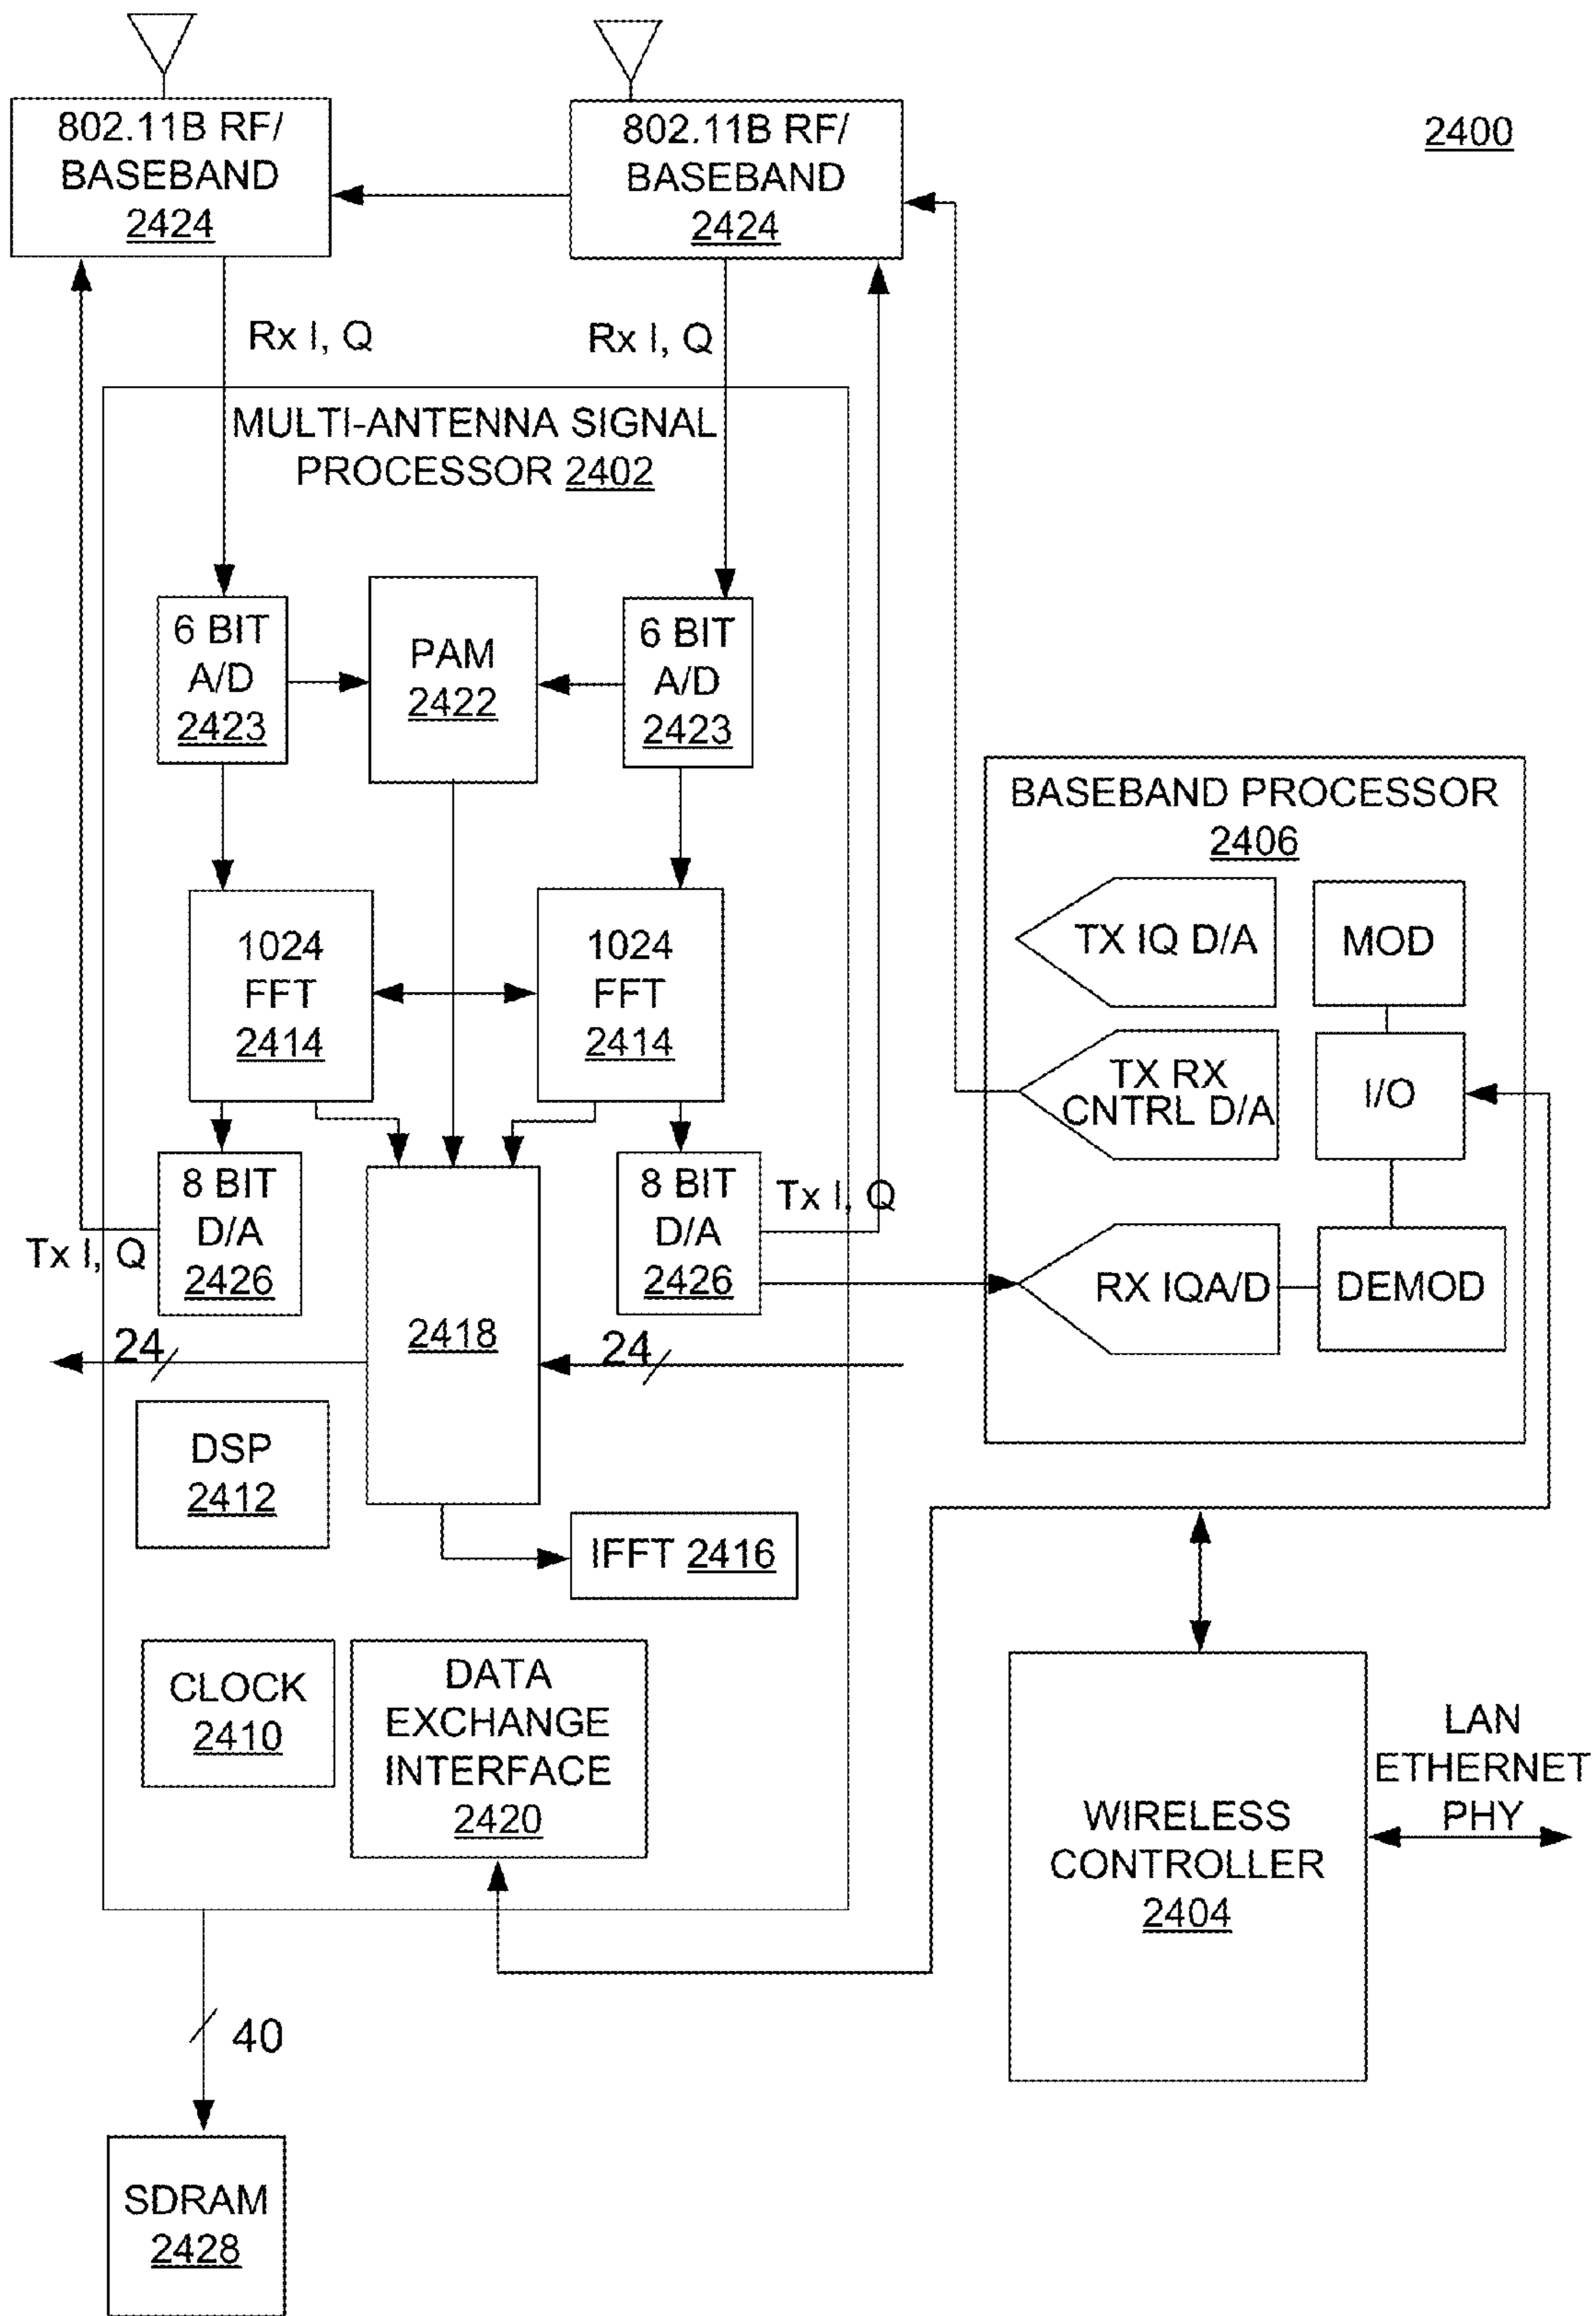 802.11B RF/
BASEBAND
2424
802.11B RF/
BASEBAND
2424
2400
Rx I, Q
Rx I, Q
MULTI-ANTENNA SIGNAL
PROCESSOR 2402
6 BIT
A/D
2423
PAM
2422
6 BIT
A/D
2423
1024
FFT
2414
1024
FFT
2414
8 BIT
D/A
2426
Tx I, Q
2418
8 BIT
D/A
2426
Tx I, Q
24
24
DSP
2412
IFFT 2416
CLOCK
2410
DATA
EXCHANGE
INTERFACE
2420
BASEBAND PROCESSOR
2406
TX IQ D/A
MOD
TX RX
CNTRL D/A
I/O
RX IQA/D
DEMOD
WIRELESS
CONTROLLER
2404
LAN
ETHERNET
PHY
40
SDRAM
2428